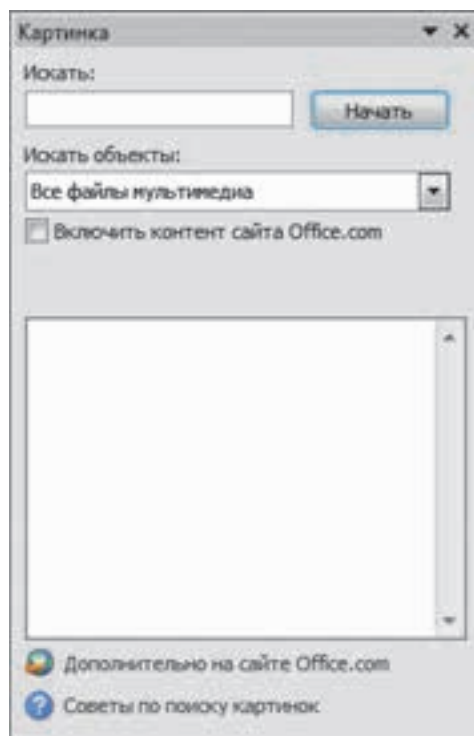 Картинка
Искать:
Начать
Искать объекты:
Все файлы мультимедиа
Включить контент сайта Office.com
Дополнительно на сайте Office.com
Советы по поиску картинок